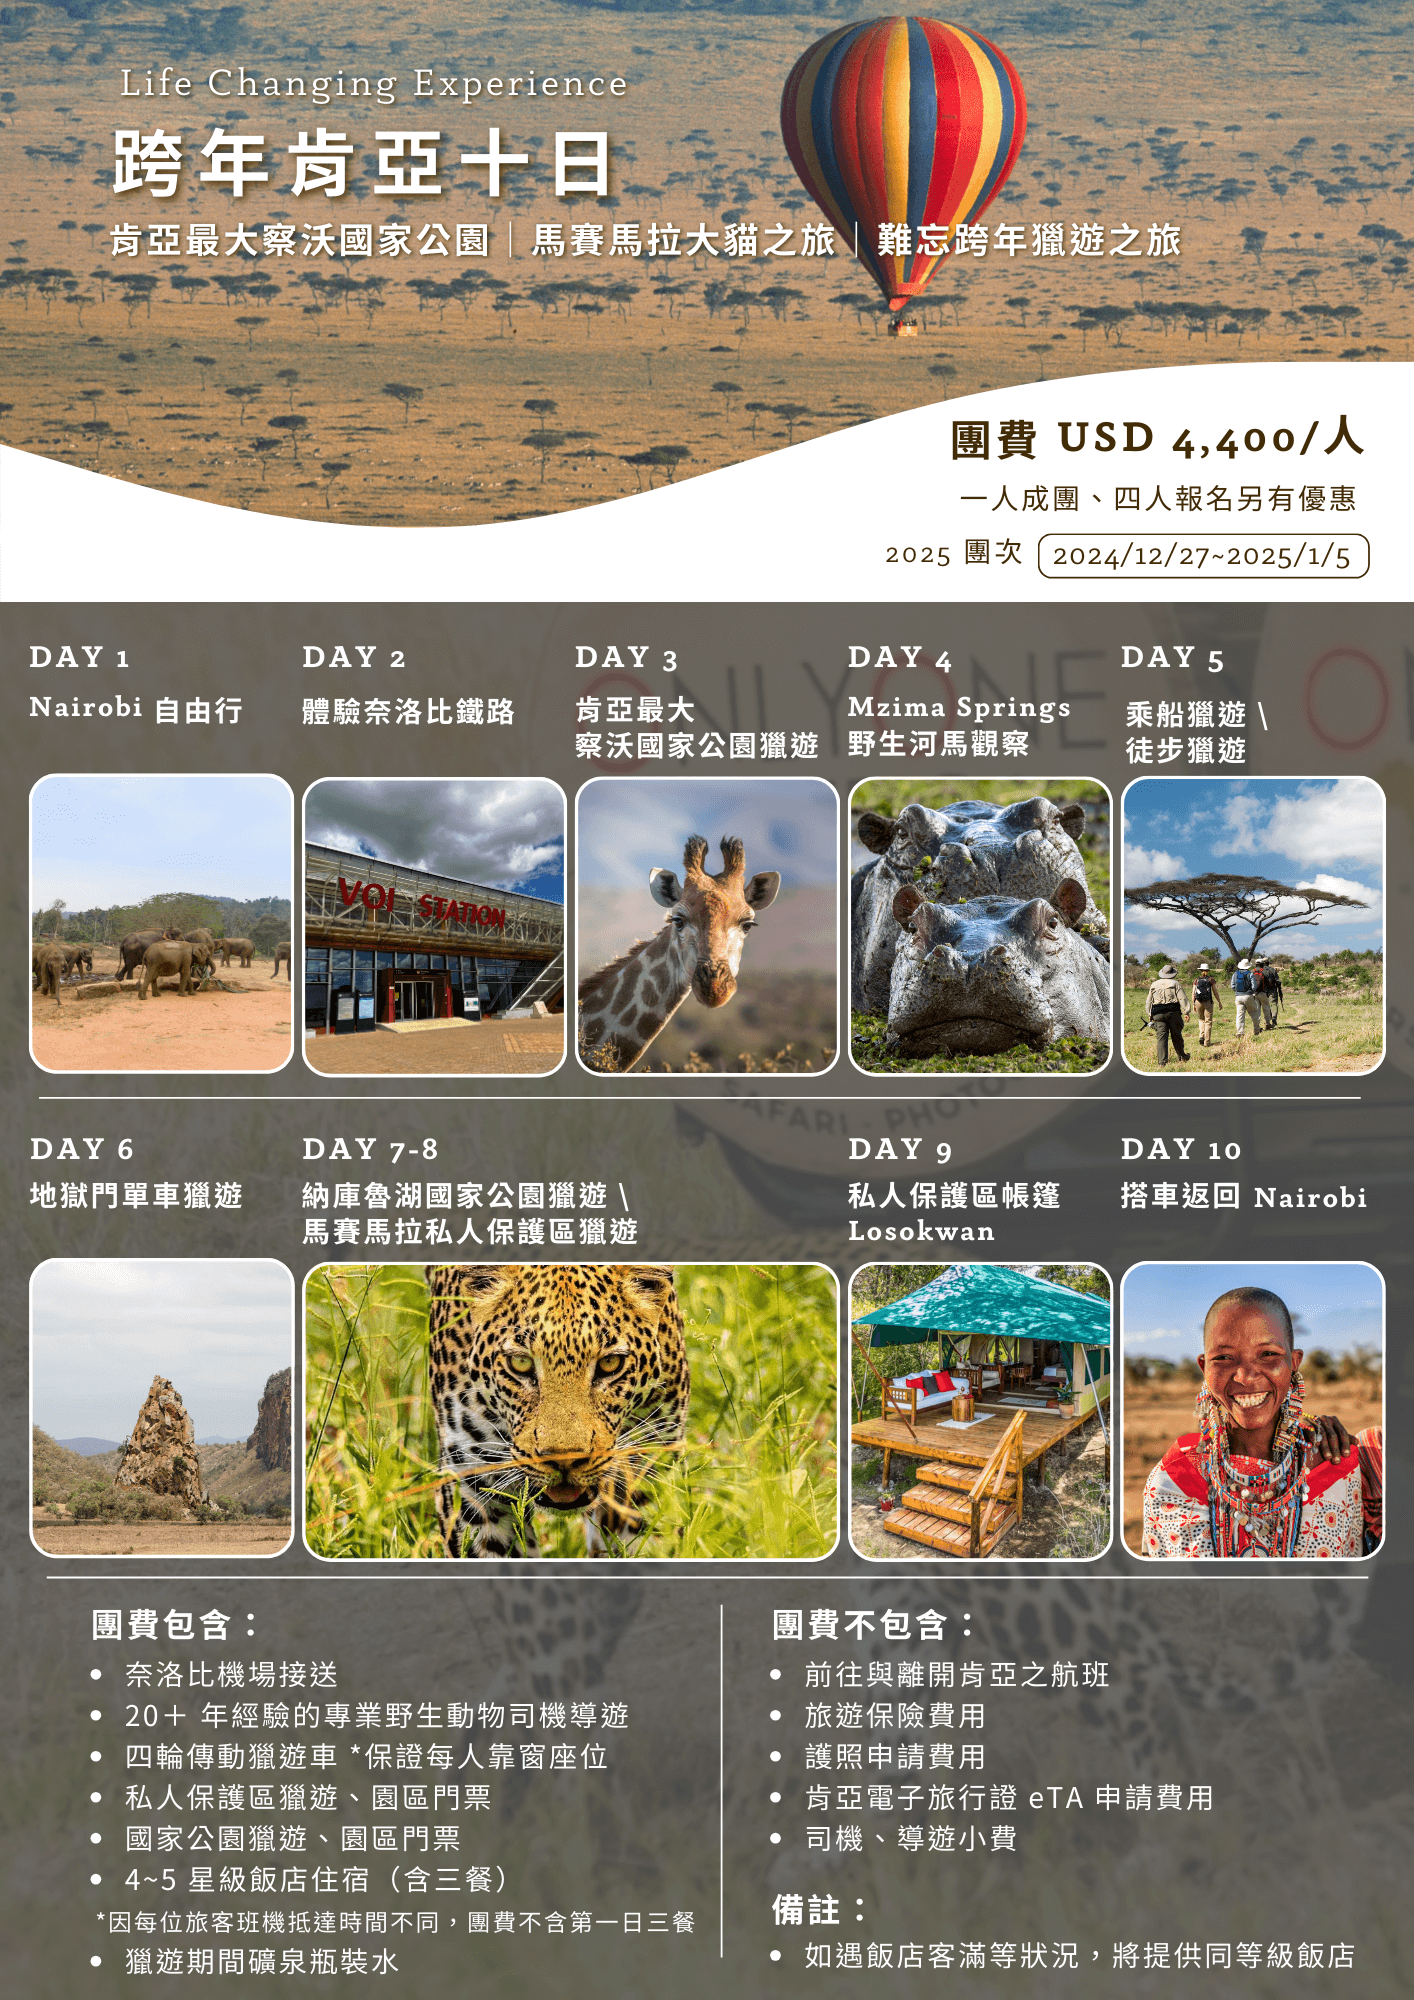 Life Changing Experience
跨年肯亞十日
肯亞最大察沃國家公園｜馬賽馬拉大貓之旅｜難忘跨年獵遊之旅
團費 USD 4,400/人
一人成團、四人報名另有優惠
2025 團次 2024/12/27~2025/1/5
DAY 1
Nairobi 自由行
DAY 2
體驗奈洛比鐵路
VOI STATION
DAY 3
肯亞最大
察沃國家公園獵遊
DAY 4
Mzima Springs
野生河馬觀察
DAY 5
乘船獵遊 \
徒步獵遊
ONLYONE
SAFARI · PHOTO
DAY 6
地獄門單車獵遊
DAY 7-8
納庫魯湖國家公園獵遊 \
馬賽馬拉私人保護區獵遊
DAY 9
私人保護區帳篷
Losokwan
DAY 10
搭車返回 Nairobi
團費包含：
• 奈洛比機場接送
• 20＋ 年經驗的專業野生動物司機導遊
• 四輪傳動獵遊車 *保證每人靠窗座位
• 私人保護區獵遊、園區門票
• 國家公園獵遊、園區門票
• 4~5 星級飯店住宿（含三餐）
*因每位旅客班機抵達時間不同，團費不含第一日三餐
• 獵遊期間礦泉瓶裝水
團費不包含：
• 前往與離開肯亞之航班
• 旅遊保險費用
• 護照申請費用
• 肯亞電子旅行證 eTA 申請費用
• 司機、導遊小費
備註：
• 如遇飯店客滿等狀況，將提供同等級飯店